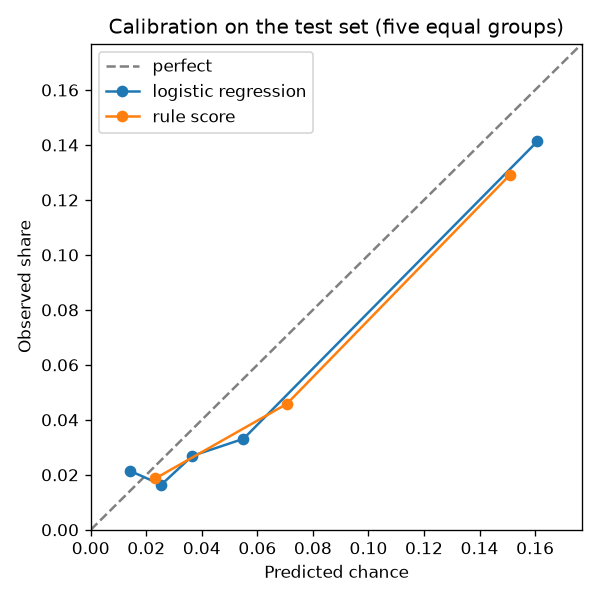 Calibration on the test set (five equal groups)
perfect
logistic regression
rule score
0.16
0.14
0.12
0.10
0.08
0.06
0.04
0.02
0.00
Observed share
0.00 0.02 0.04 0.06 0.08 0.10 0.12 0.14 0.16
Predicted chance